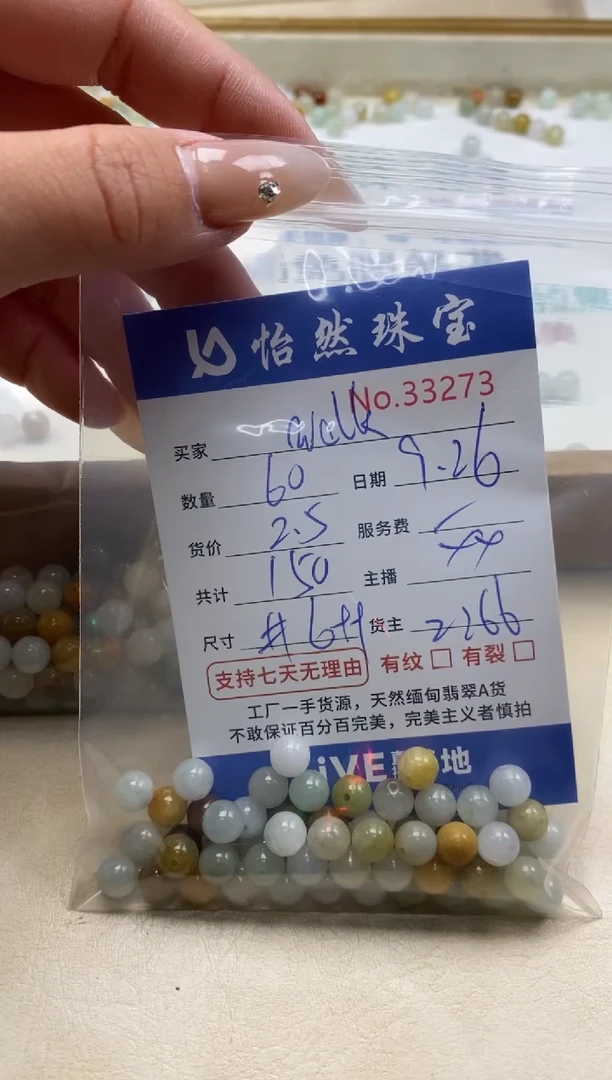 怡然珠宝
No.33273
买家
数量 60 日期 9.26
货价 2.5 服务费
共计 150 主播
尺寸 货主 2266
支持七天无理由 有纹 有裂
工厂一手货源，天然缅甸翡翠A货
不敢保证百分百完美，完美主义者慎拍